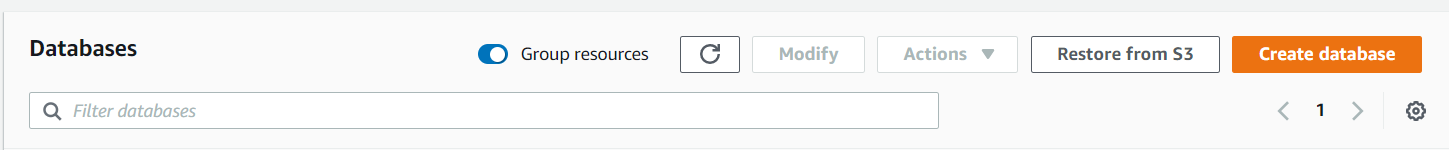 Databases
Group resources
Modify
Actions
Restore from S3
Create database
Filter databases
1